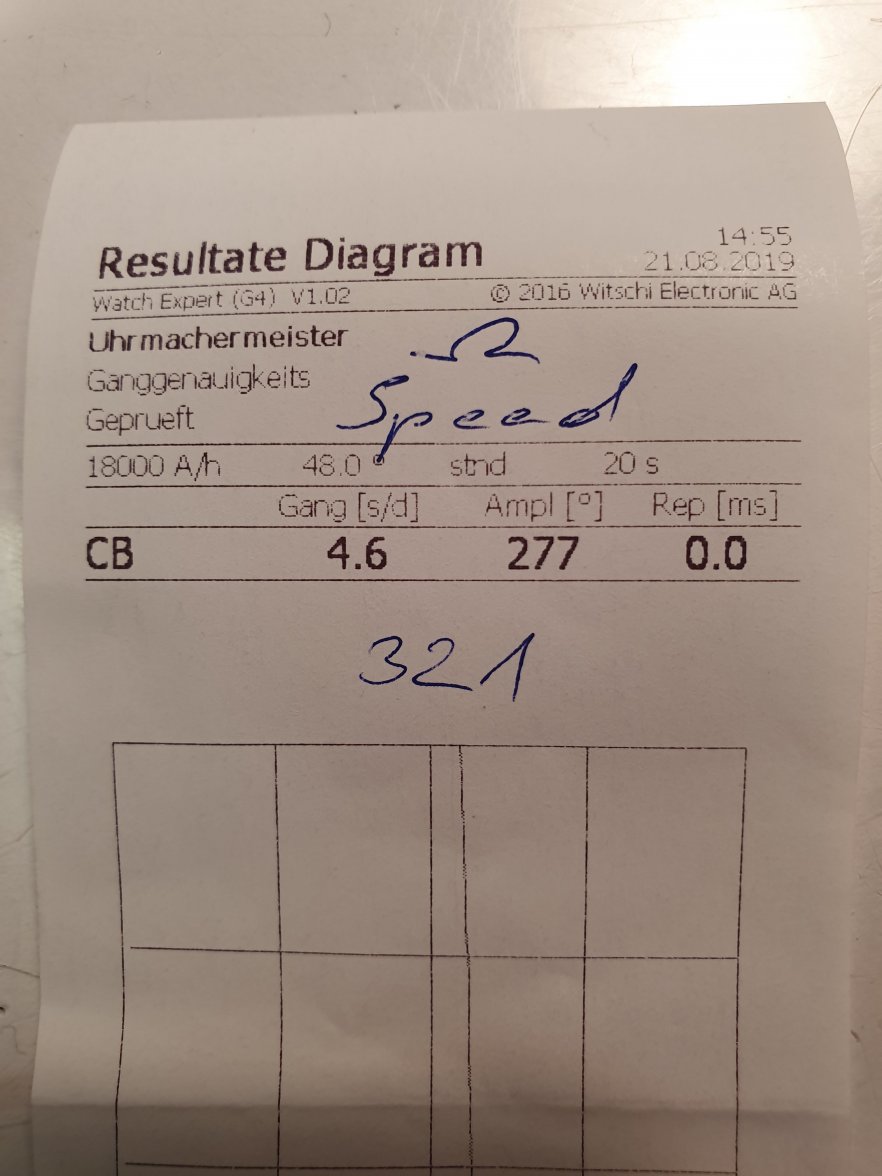 Resultate Diagram
14:55
21.08.2019
Watch Expert (G4) V1.02 © 2016 Witschi Electronic AG
Uhrmachermeister
Ω
Ganggenauigkeits
Speed
Geprueft
18000 A/h 48.0 ° stnd 20 s
Gang [s/d] Ampl [°] Rep [ms]
CB 4.6 277 0.0
321